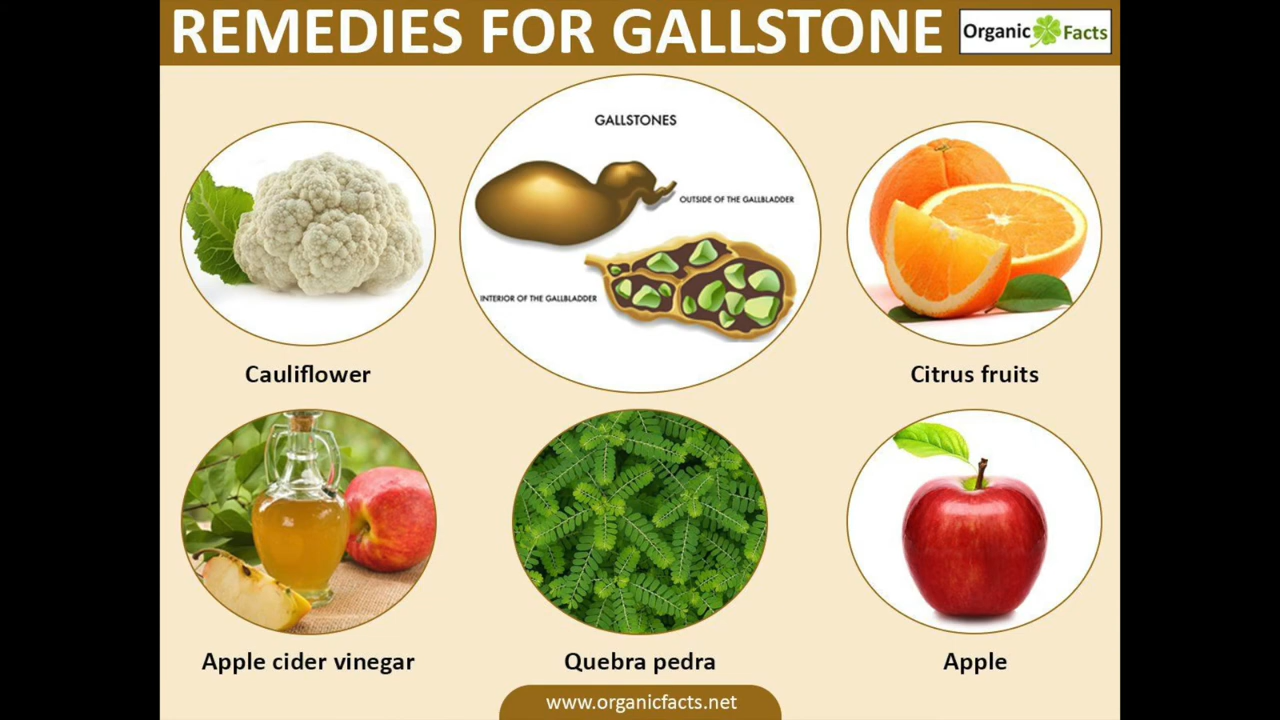 REMEDIES FOR GALLSTONE
Organic Facts
GALLSTONES
OUTSIDE OF THE GALLBLADDER
INTERIOR OF THE GALLBLADDER
Cauliflower
Citrus fruits
Apple cider vinegar
Quebra pedra
Apple
www.organicfacts.net